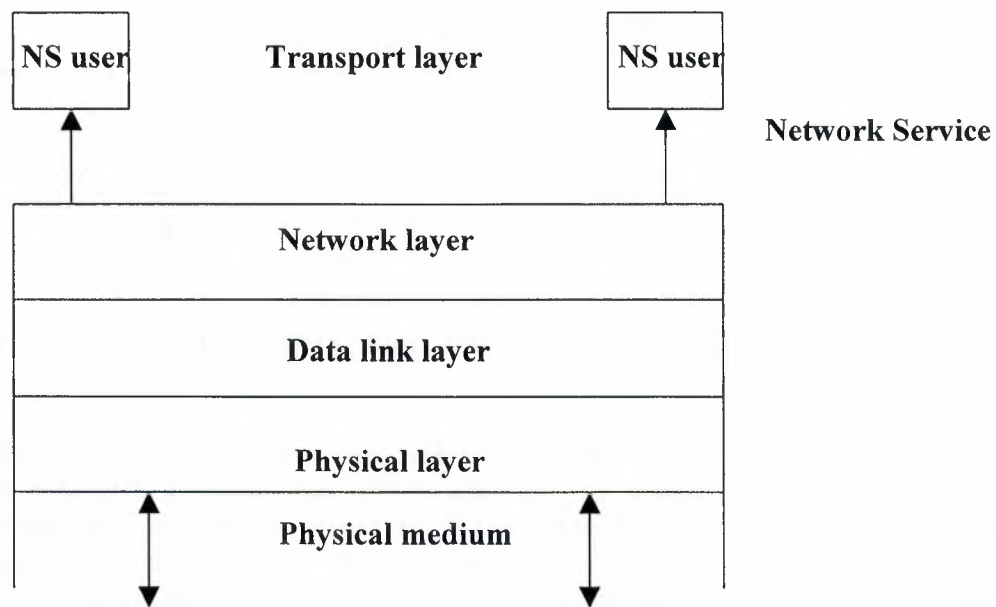 NS user Transport layer NS user
Network Service
Network layer
Data link layer
Physical layer
Physical medium